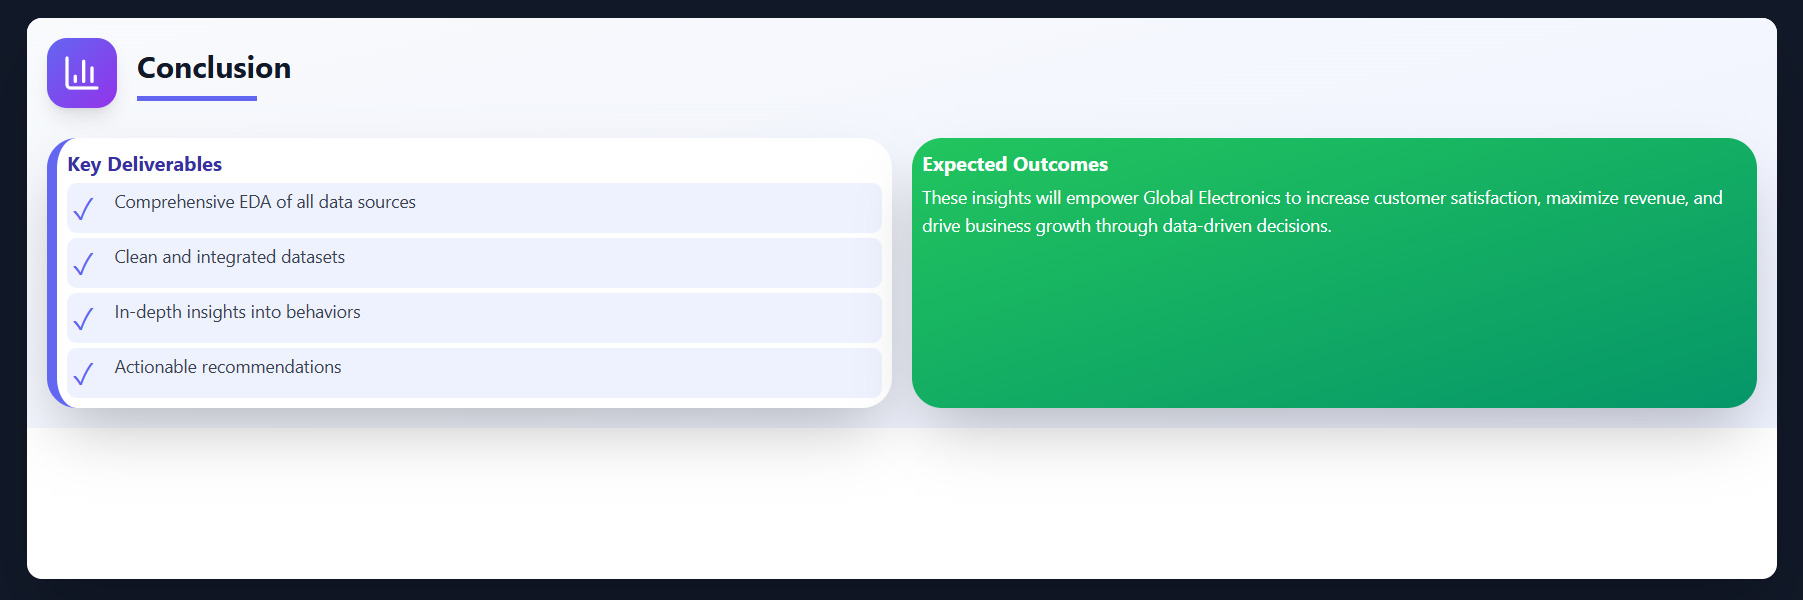 Conclusion
Key Deliverables
✓ Comprehensive EDA of all data sources
✓ Clean and integrated datasets
✓ In-depth insights into behaviors
✓ Actionable recommendations
Expected Outcomes
These insights will empower Global Electronics to increase customer satisfaction, maximize revenue, and
drive business growth through data-driven decisions.